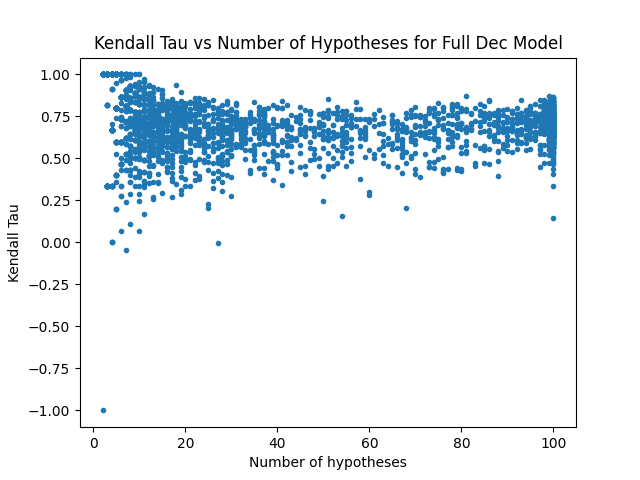 Kendall Tau vs Number of Hypotheses for Full Dec Model
1.00
0.75
0.50
0.25
0.00
−0.25
−0.50
−0.75
−1.00
Kendall Tau
0 20 40 60 80 100
Number of hypotheses